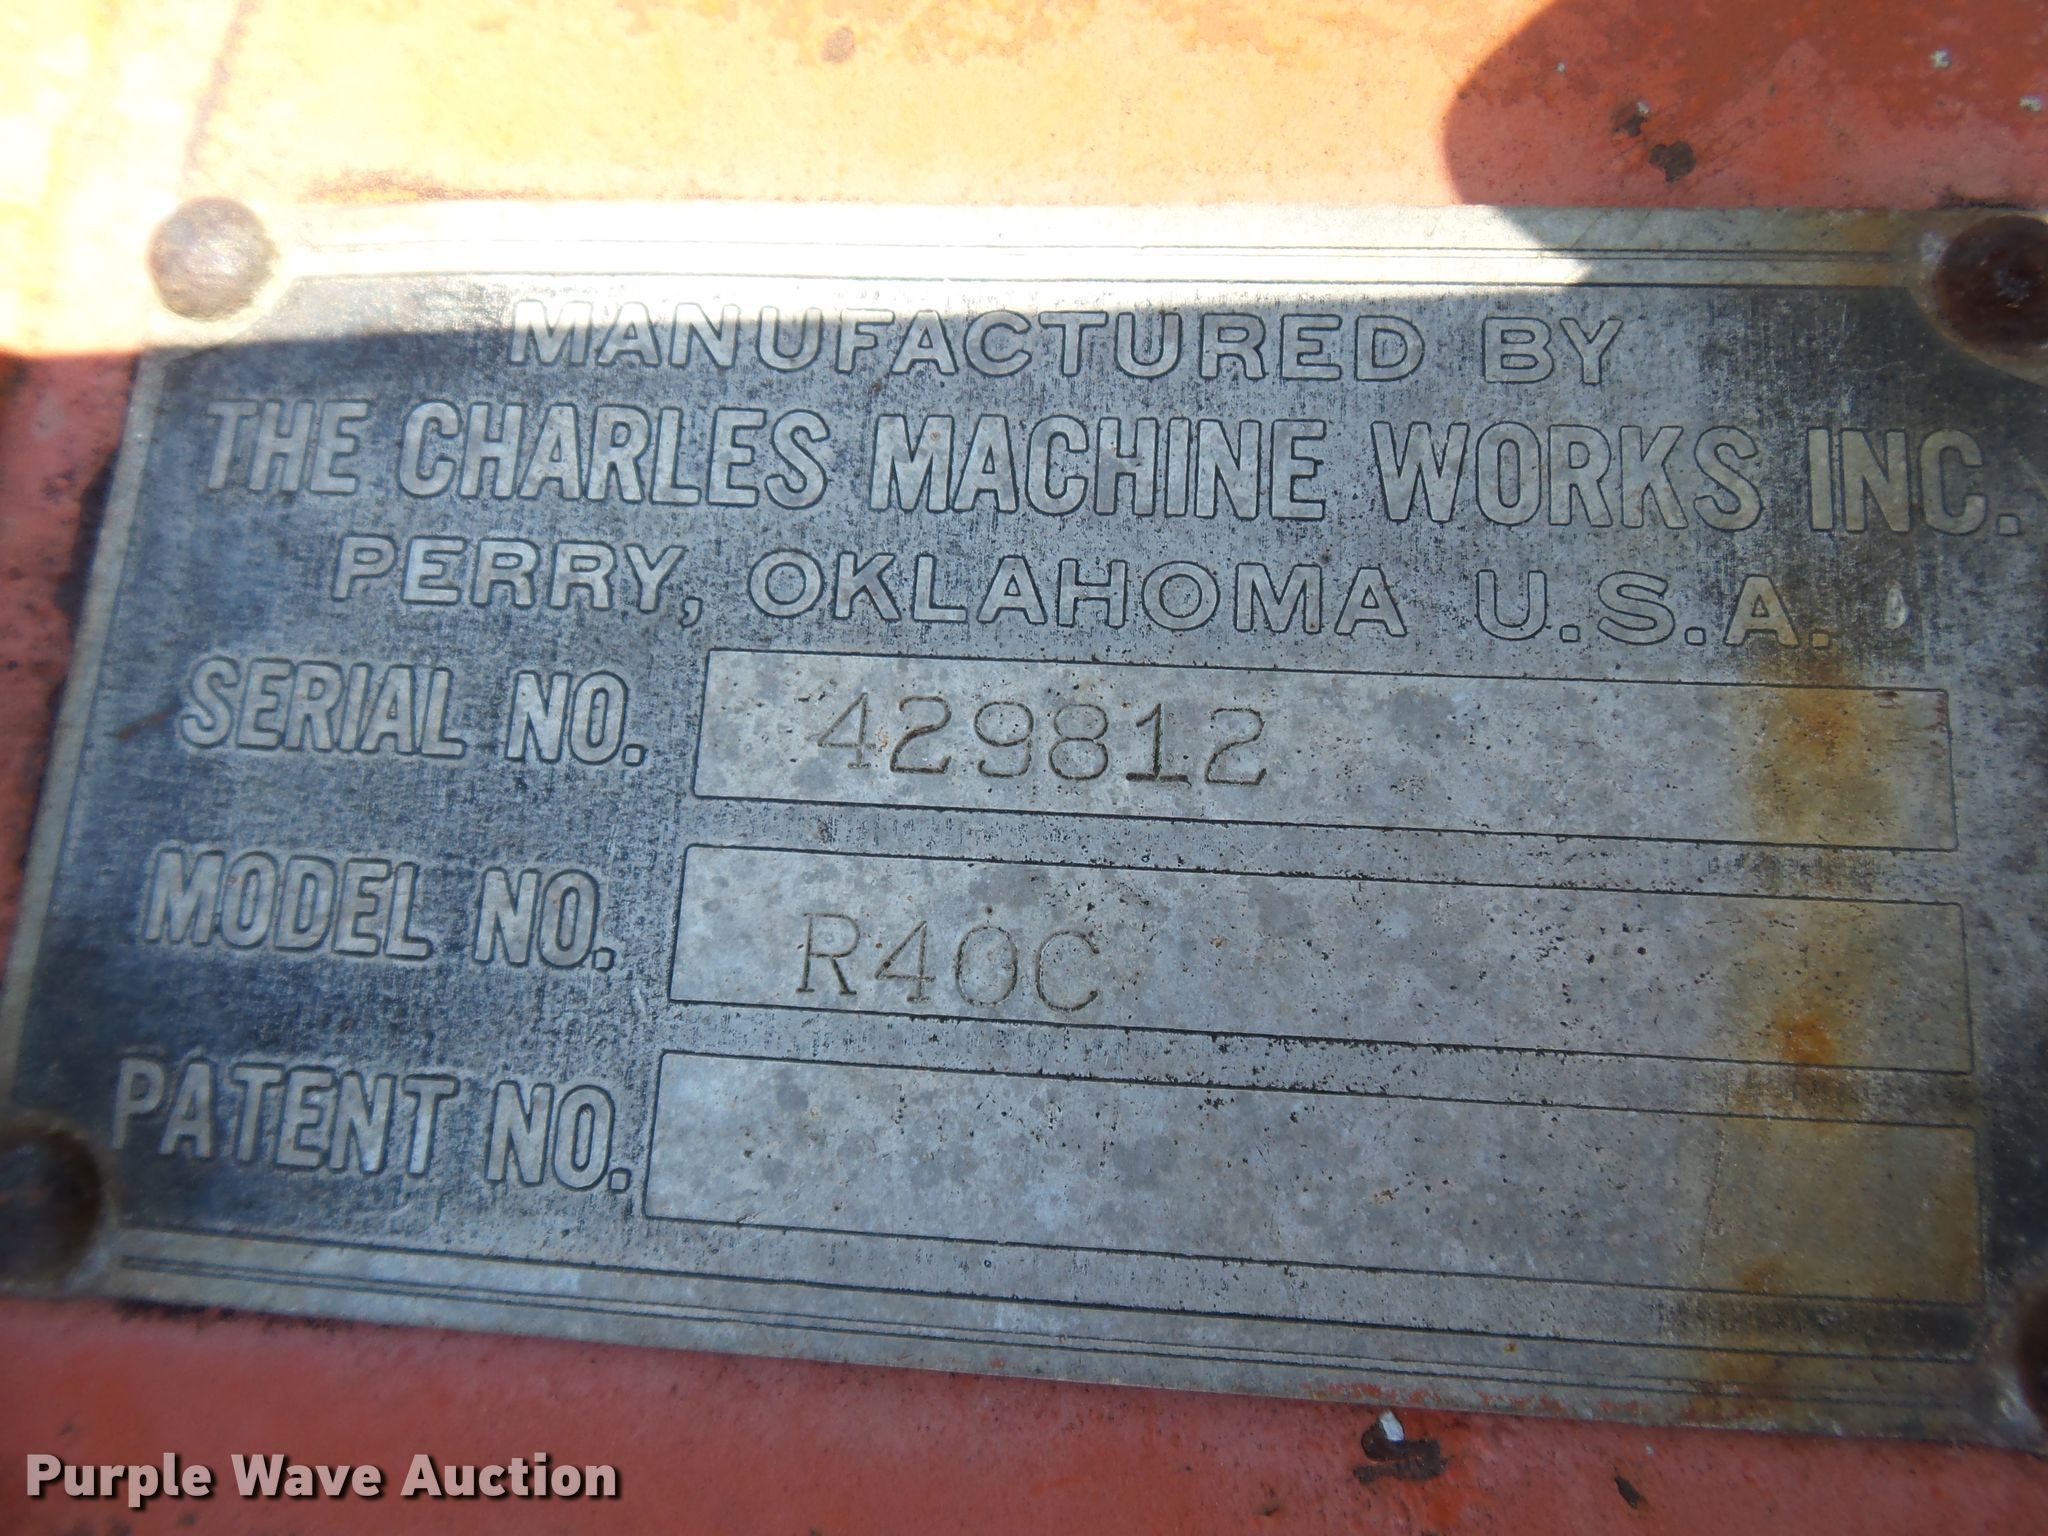 MANUFACTURED BY
THE CHARLES MACHINE WORKS INC.
PERRY, OKLAHOMA U.S.A.
SERIAL NO. 429812
MODEL NO. R40C
PATENT NO.
Purple Wave Auction